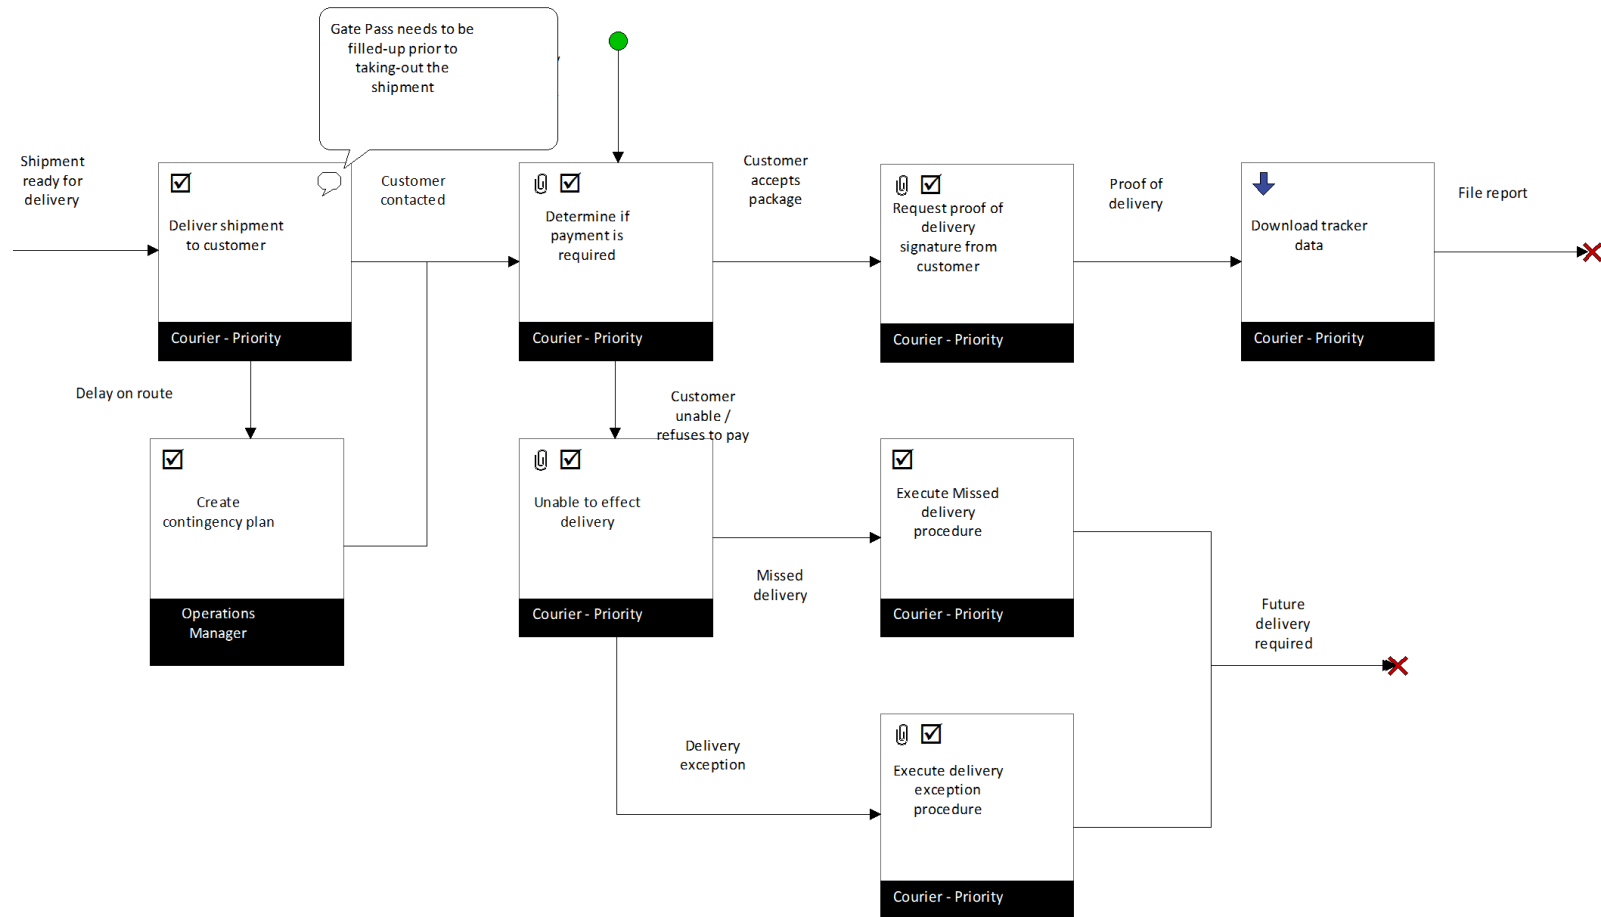 Gate Pass needs to be
filled-up prior to
taking-out the
shipment
Shipment
ready for
delivery
Deliver shipment
to customer
Courier - Priority
Customer
contacted
Determine if
payment is
required
Courier - Priority
Customer
accepts
package
Request proof of
delivery
signature from
customer
Courier - Priority
Proof of
delivery
Download tracker
data
Courier - Priority
File report
Delay on route
Create
contingency plan
Operations
Manager
Customer
unable /
refuses to pay
Unable to effect
delivery
Courier - Priority
Missed
delivery
Execute Missed
delivery
procedure
Courier - Priority
Future
delivery
required
Delivery
exception
Execute delivery
exception
procedure
Courier - Priority